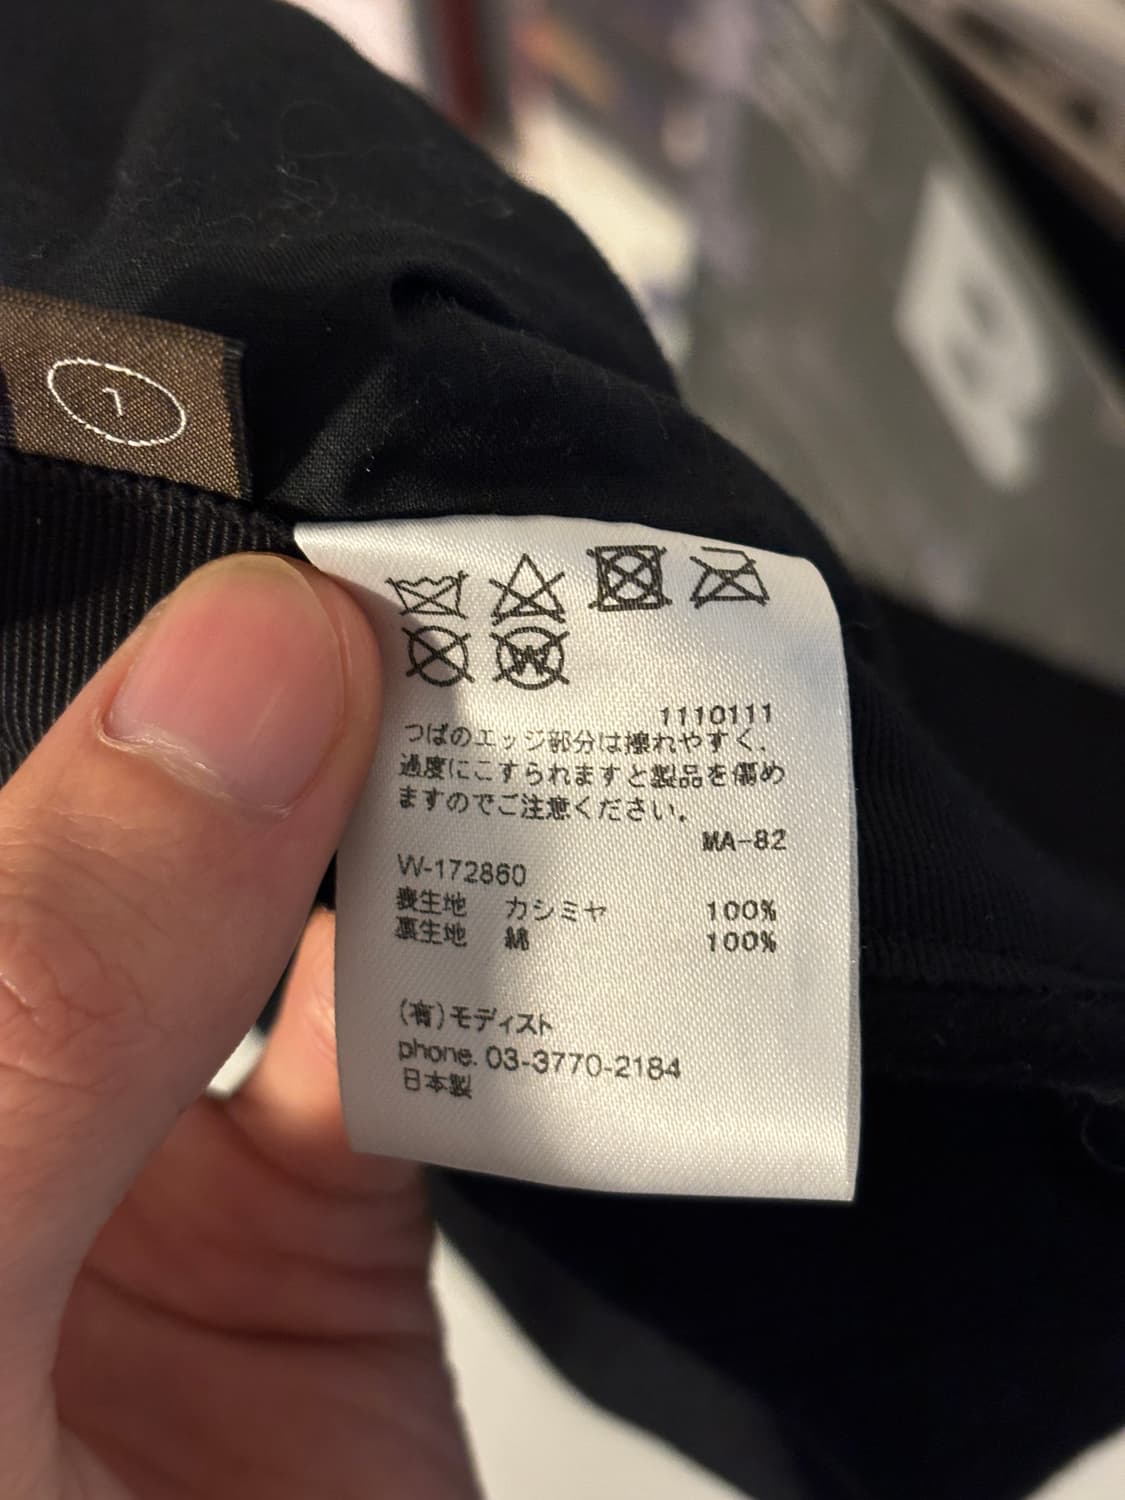 1
W
1110111
つばのエッジ部分は擦れやすく、
過度にこすられますと製品を傷め
ますのでご注意ください。
MA-82
W-172860
表生地 カシミヤ 100%
裏生地 綿 100%
(有)モディスト
phone. 03-3770-2184
日本製